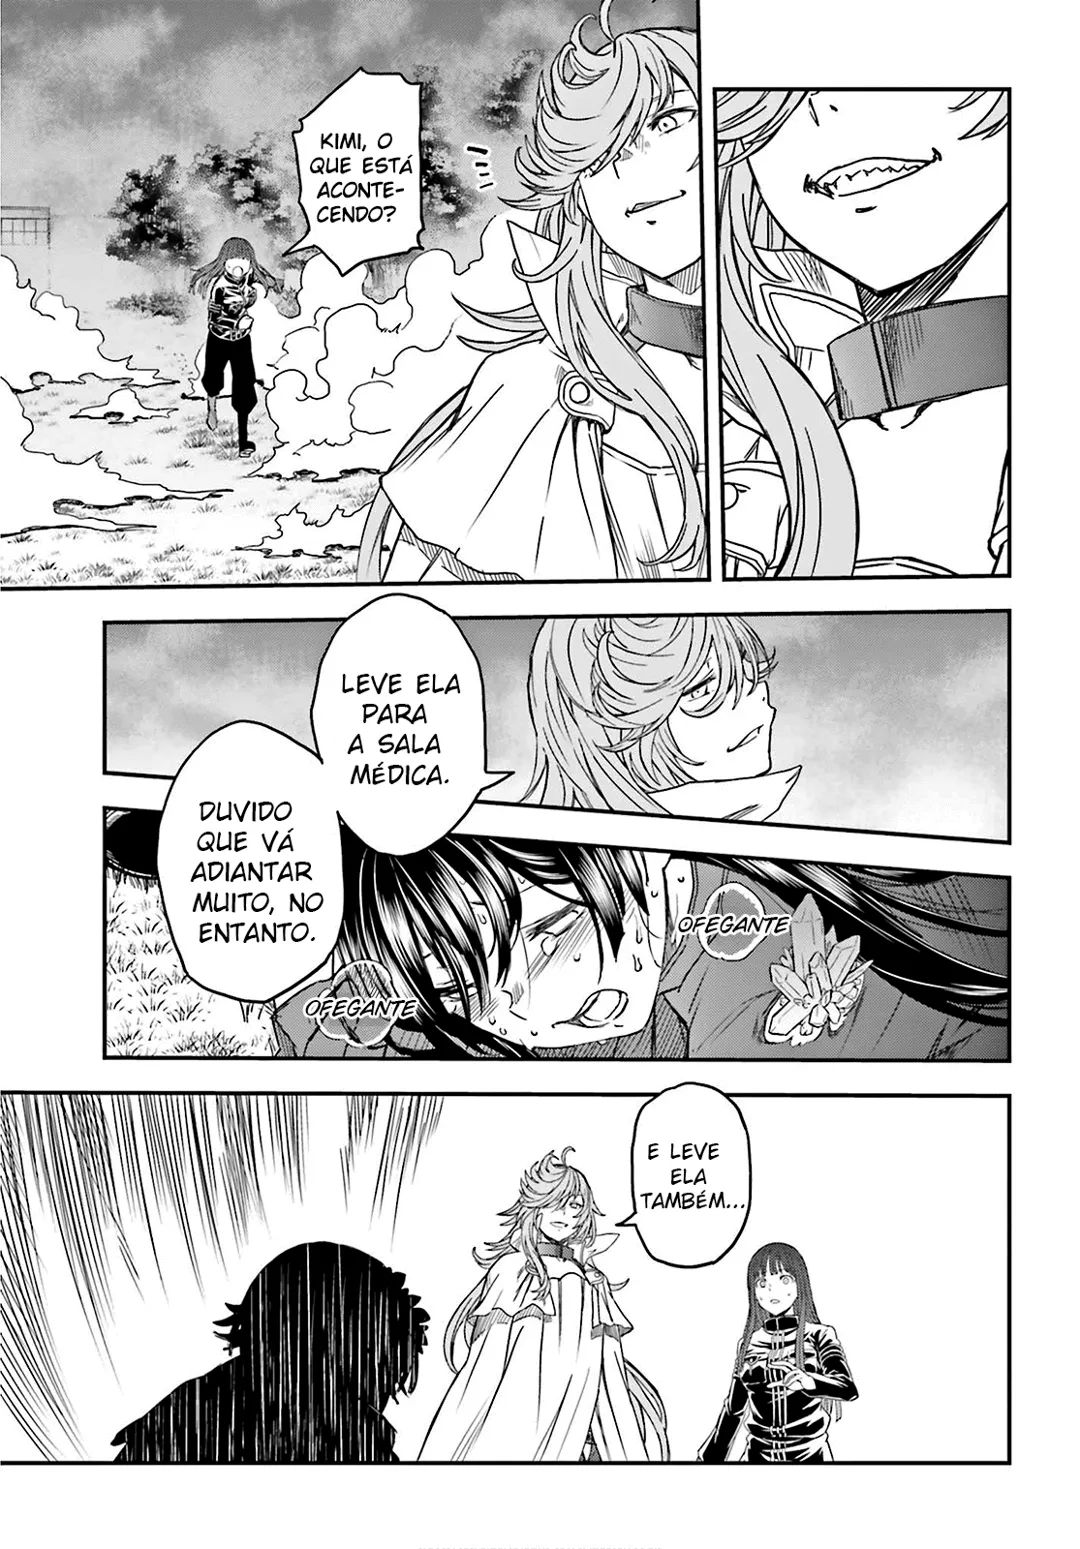 KIMI, O
QUE ESTÁ
ACONTE-
CENDO?
LEVE ELA
PARA
A SALA
MÉDICA.
DUVIDO
QUE VÁ
ADIANTAR
MUITO, NO
ENTANTO.
OFEGANTE
OFEGANTE
E LEVE
ELA
TAMBÉM...